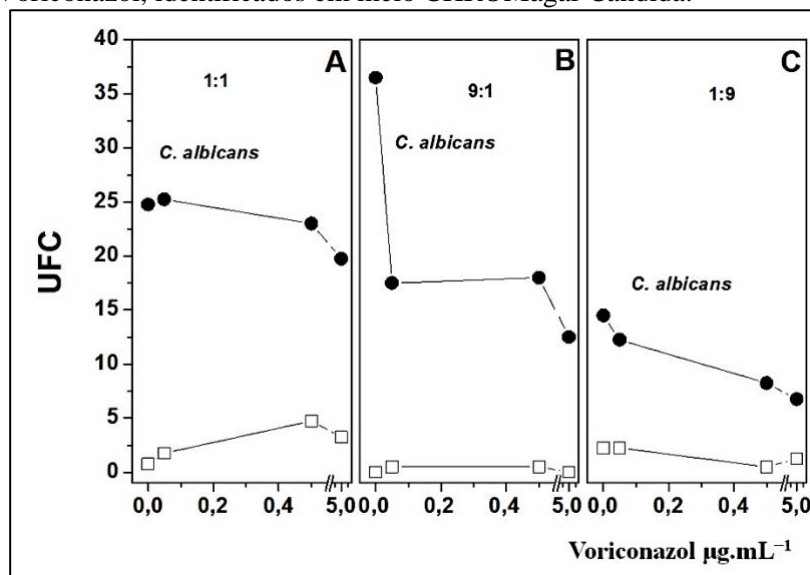 Voriconazol, identificados em meio CHROMagar Candida.
A
B
C
1:1
9:1
1:9
C. albicans
C. albicans
C. albicans
UFC
40
35
30
25
20
15
10
5
0
0,0 0,2 0,4 5,0
0,0 0,2 0,4 5,0
0,0 0,2 0,4 5,0
Voriconazol µg.mL⁻¹